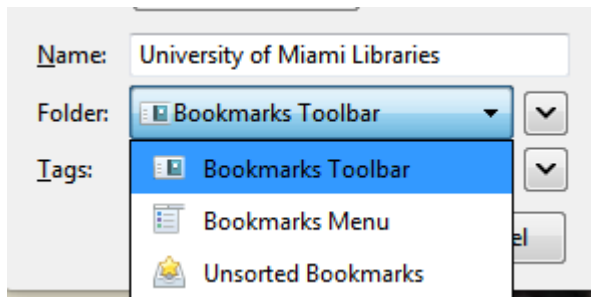 Name: University of Miami Libraries
Folder: Bookmarks Toolbar
Tags: Bookmarks Toolbar
Bookmarks Menu
Unsorted Bookmarks